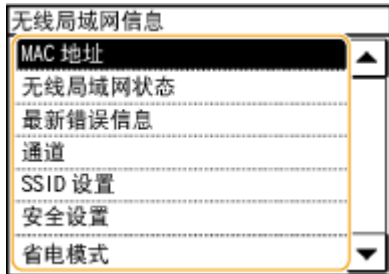 无线局域网信息
MAC 地址
无线局域网状态
最新错误信息
通道
SSID 设置
安全设置
省电模式